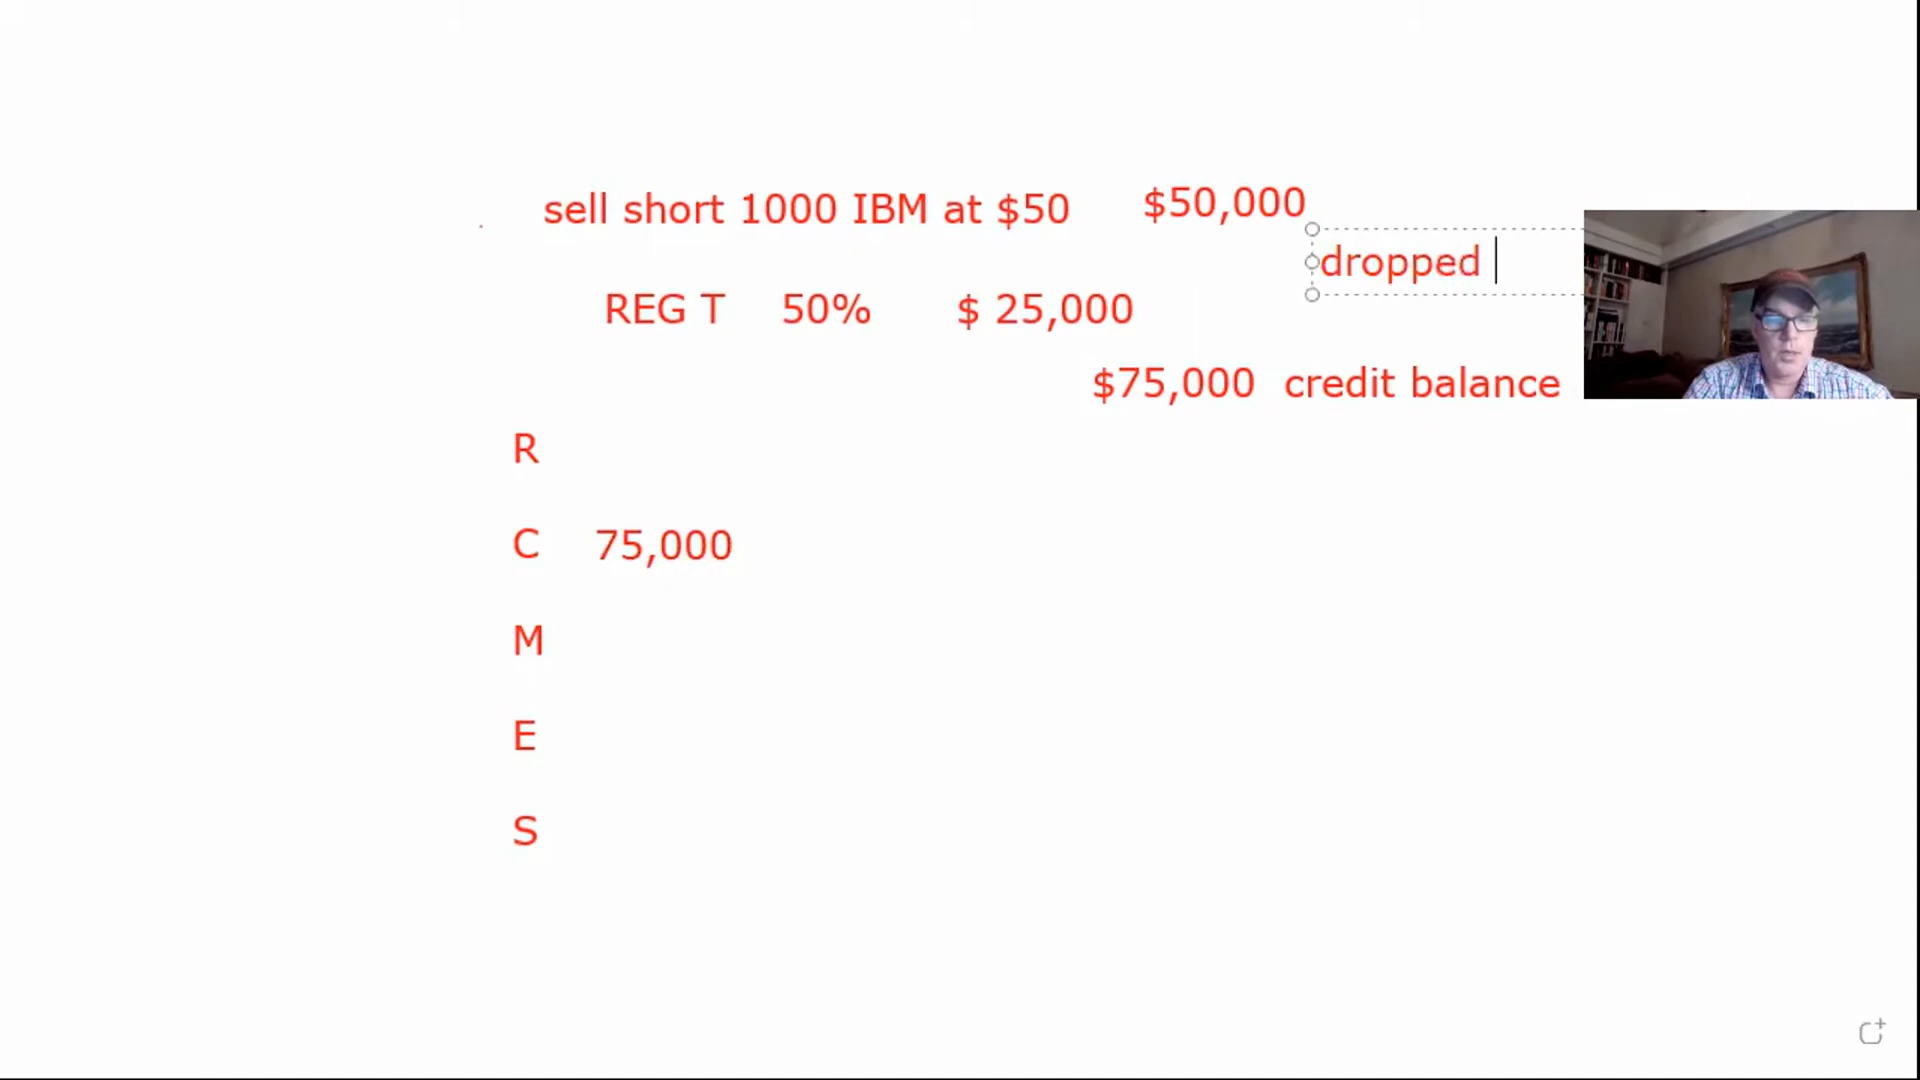 sell short 1000 IBM at $50 $50,000
dropped
REG T 50% $ 25,000
$75,000 credit balance
R
C 75,000
M
E
S